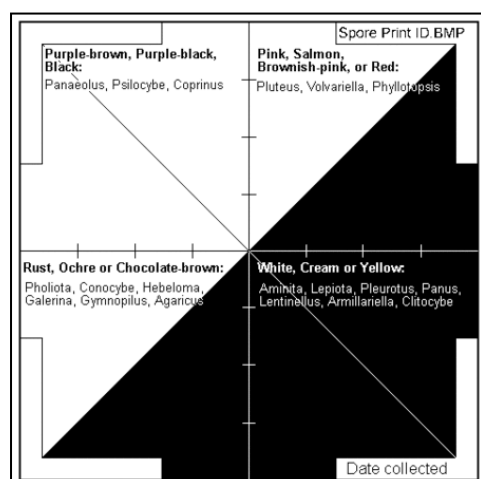 Spore Print ID.BMP
Purple-brown, Purple-black,
Black:
Panaeolus, Psilocybe, Coprinus
Pink, Salmon,
Brownish-pink, or Red:
Pluteus, Volvariella, Phyllotopsis
Rust, Ochre or Chocolate-brown:
Pholiota, Conocybe, Hebeloma,
Galerina, Gymnopilus, Agaricus
White, Cream or Yellow:
Aminita, Lepiota, Pleurotus, Panus,
Lentinellus, Armillariella, Clitocybe
Date collected